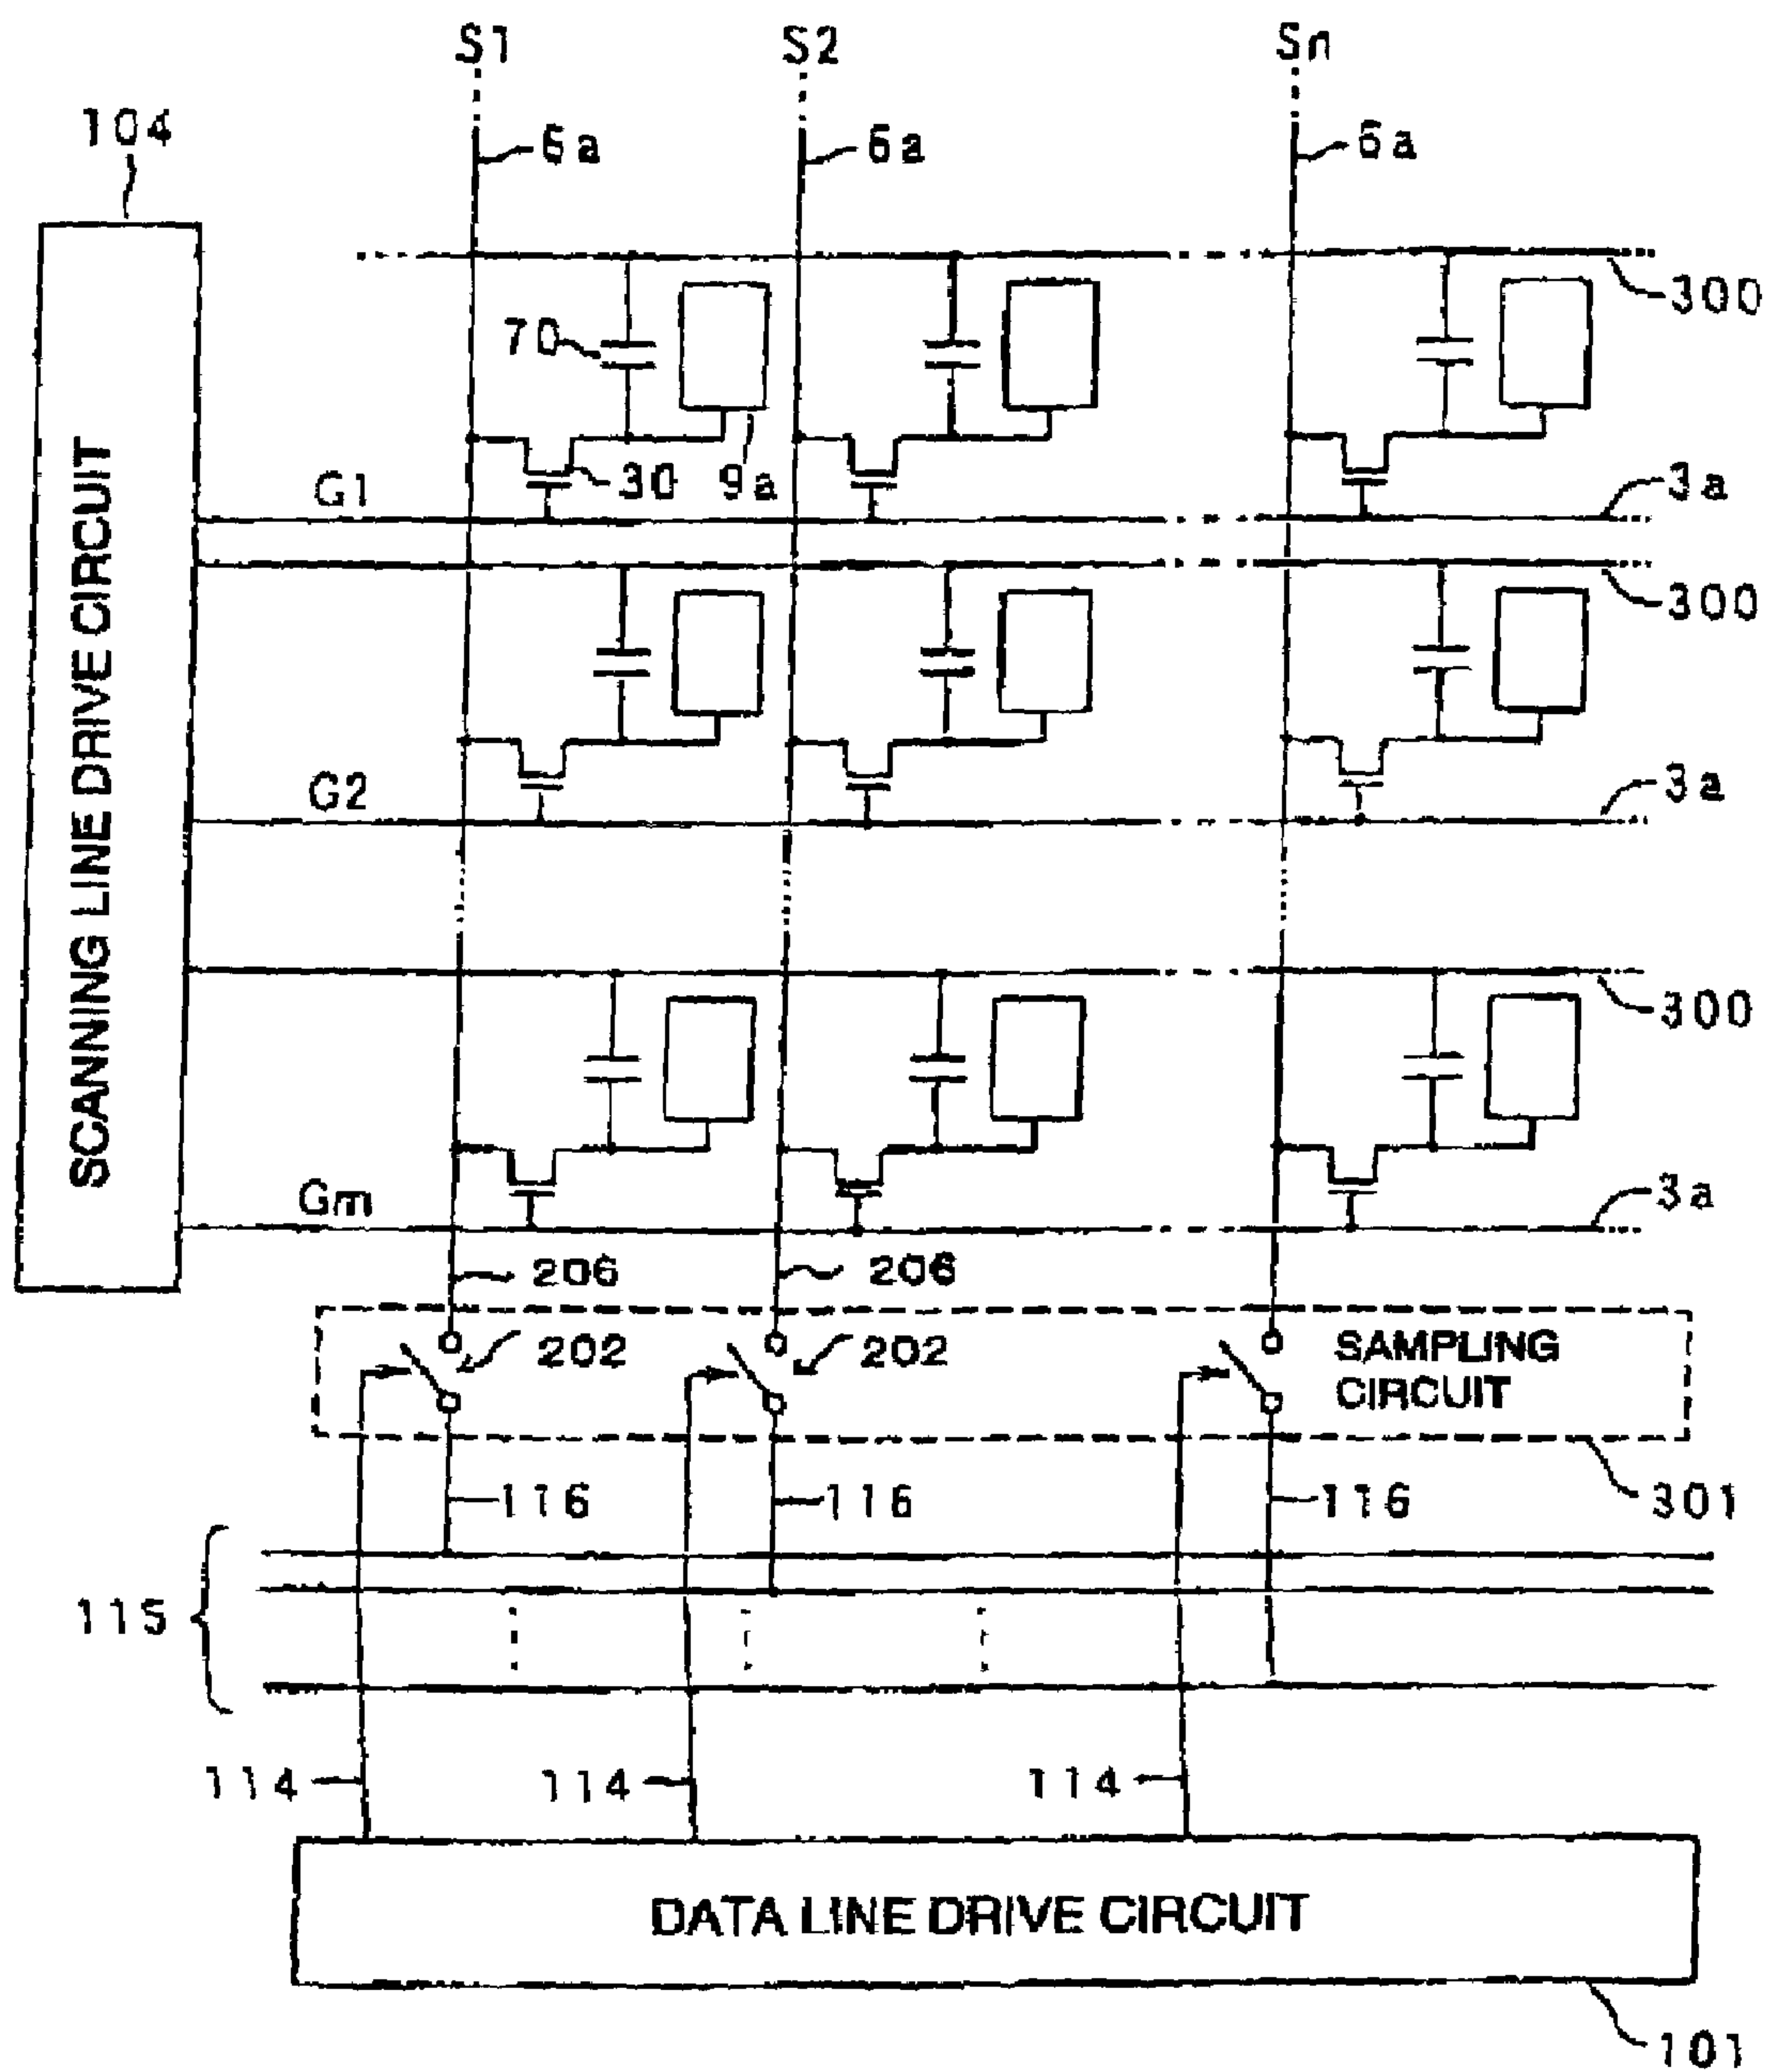 S1 S2 Sn
104
6a 6a 6a
300
70
30 9a
G1
3a
300
G2
3a
300
Gm
3a
206 206
202 202
SAMPLING
CIRCUIT
SCANNING LINE DRIVE CIRCUIT
116 116 116
301
115
114 114 114
DATA LINE DRIVE CIRCUIT
101